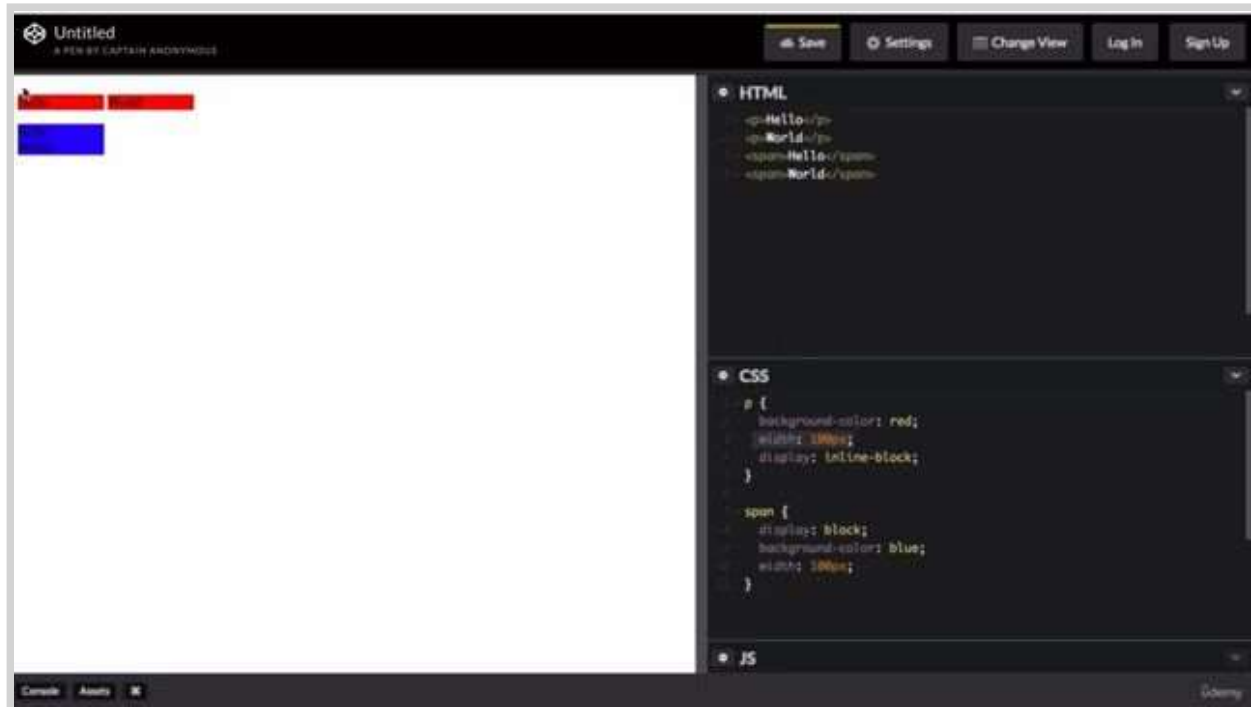 Untitled
A PEN BY CAPTAIN ANONYMOUS
Save
Settings
Change View
Log In
Sign Up
Hello World
HTML
<p>Hello</p>
<p>World</p>
<span>Hello</span>
<span>World</span>
CSS
p {
background-color: red;
width: 100px;
display: inline-block;
}
span {
display: block;
background-color: blue;
width: 100px;
}
JS
Console
Assets
⌘
Udemy